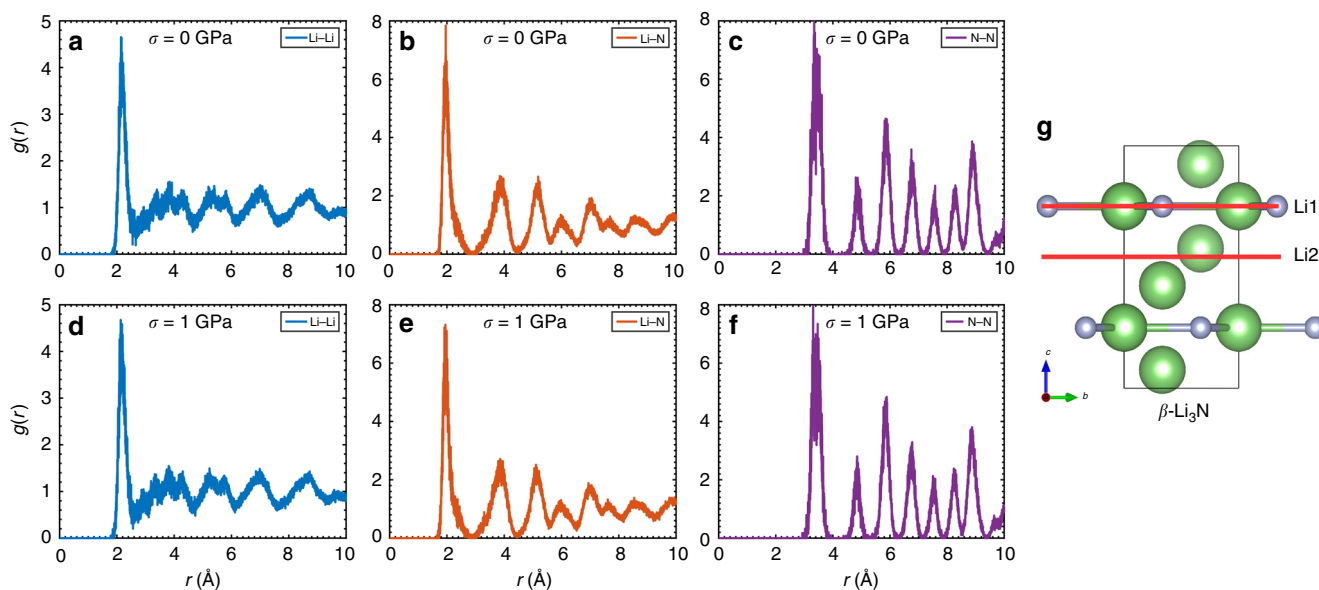 a
σ = 0 GPa
Li–Li
5
4
3
2
1
0
g(r)
0 2 4 6 8 10
b
σ = 0 GPa
Li–N
8
6
4
2
0
0 2 4 6 8 10
c
σ = 0 GPa
N–N
8
6
4
2
0
0 2 4 6 8 10
d
σ = 1 GPa
Li–Li
5
4
3
2
1
0
g(r)
0 2 4 6 8 10
r (Å)
e
σ = 1 GPa
Li–N
8
6
4
2
0
0 2 4 6 8 10
r (Å)
f
σ = 1 GPa
N–N
8
6
4
2
0
0 2 4 6 8 10
r (Å)
g
Li1
Li2
c
b
β-Li₃N